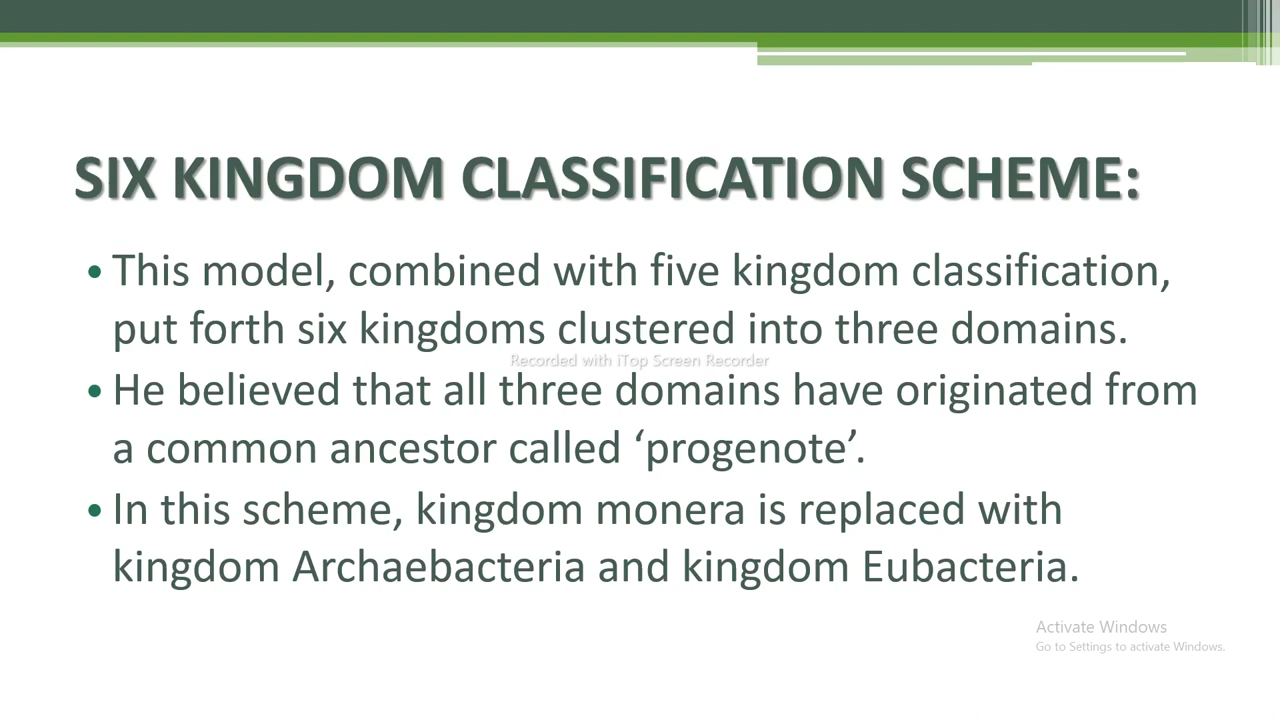 SIX KINGDOM CLASSIFICATION SCHEME:
• This model, combined with five kingdom classification,
put forth six kingdoms clustered into three domains.
Recorded with iTop Screen Recorder
• He believed that all three domains have originated from
a common ancestor called ‘progenote’.
• In this scheme, kingdom monera is replaced with
kingdom Archaebacteria and kingdom Eubacteria.
Activate Windows
Go to Settings to activate Windows.